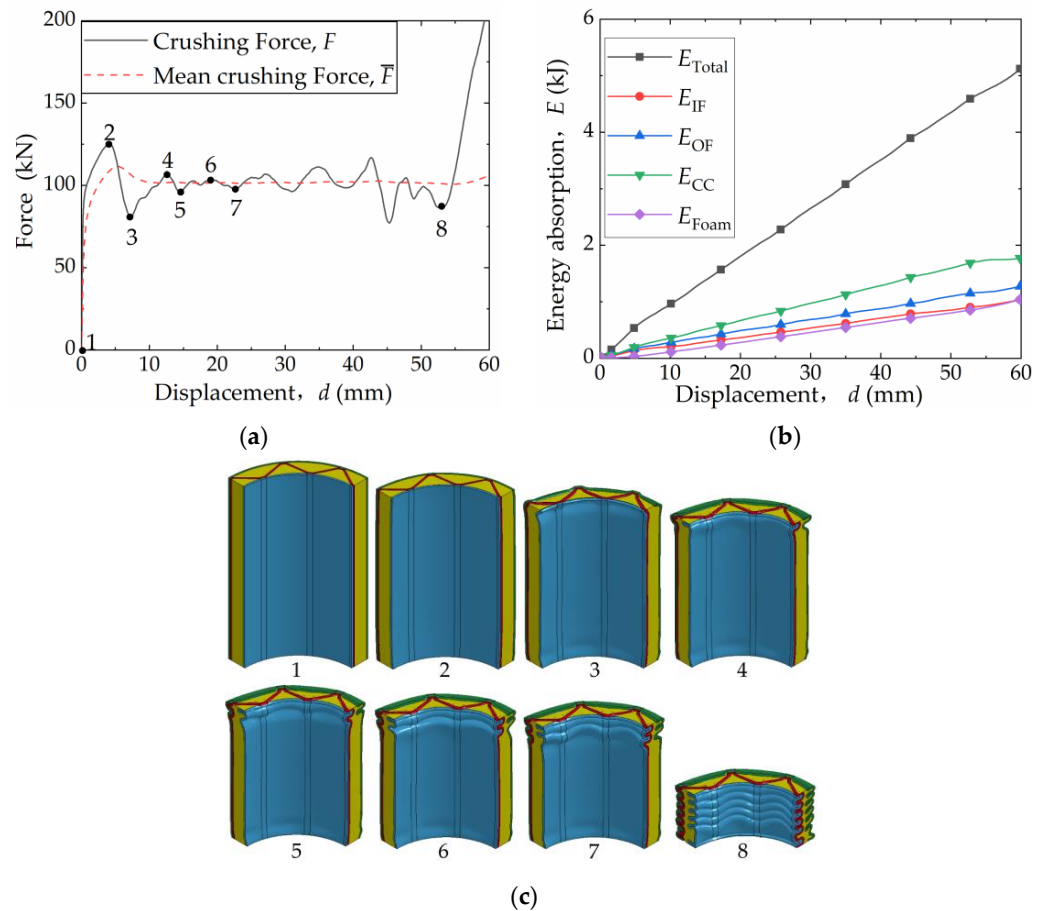 200
150
100
50
0
Force (kN)
Crushing Force, F
Mean crushing Force, F̅
1
2
3
4
5
6
7
8
0 10 20 30 40 50 60
Displacement, d (mm)
(a)
6
4
2
0
Energy absorption, E (kJ)
E_Total
E_IF
E_OF
E_CC
E_Foam
0 10 20 30 40 50 60
Displacement, d (mm)
(b)
1 2 3 4
5 6 7 8
(c)